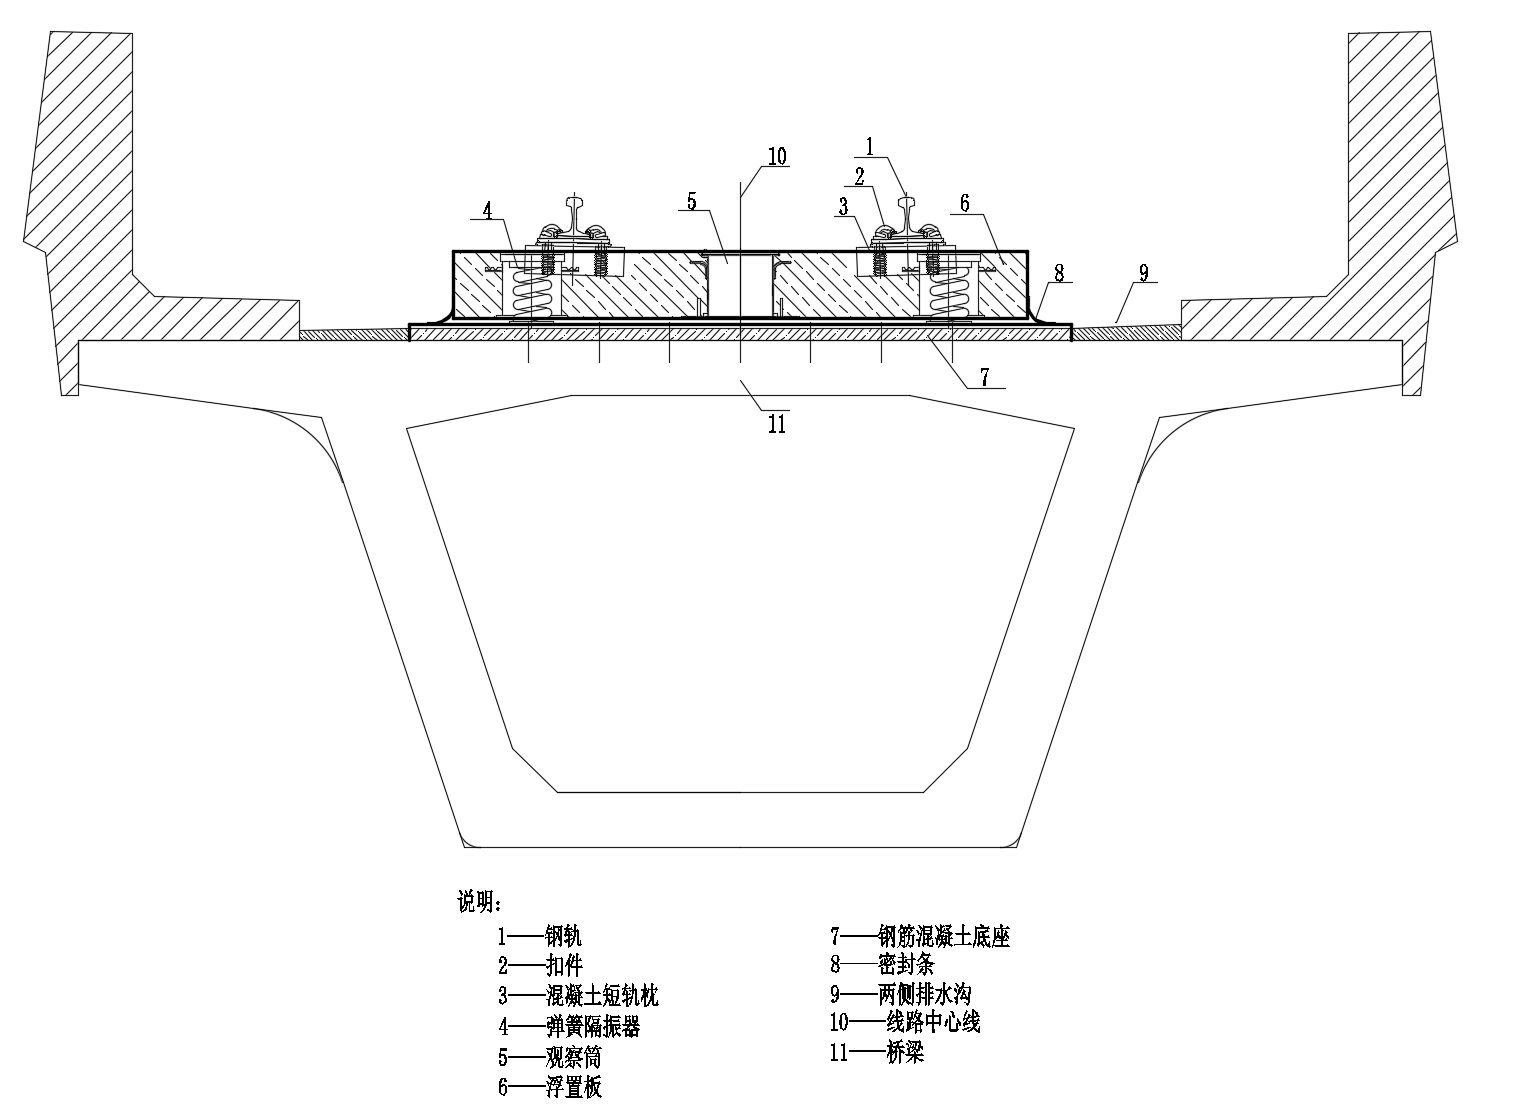 1
10
2
5
3
6
4
8
9
7
11
说明:
1——钢轨
2——扣件
3——混凝土短轨枕
4——弹簧隔振器
5——观察筒
6——浮置板
7——钢筋混凝土底座
8——密封条
9——两侧排水沟
10——线路中心线
11——桥梁